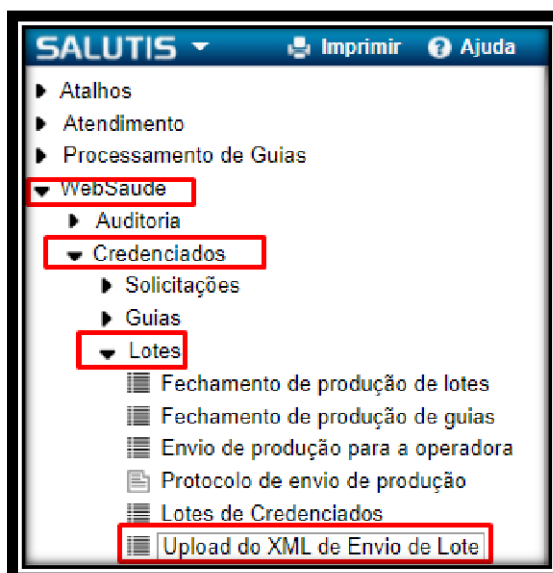 SALUTIS Imprimir Ajuda
Atalhos
Atendimento
Processamento de Guias
WebSaude
Auditoria
Credenciados
Solicitações
Guias
Lotes
Fechamento de produção de lotes
Fechamento de produção de guias
Envio de produção para a operadora
Protocolo de envio de produção
Lotes de Credenciados
Upload do XML de Envio de Lote